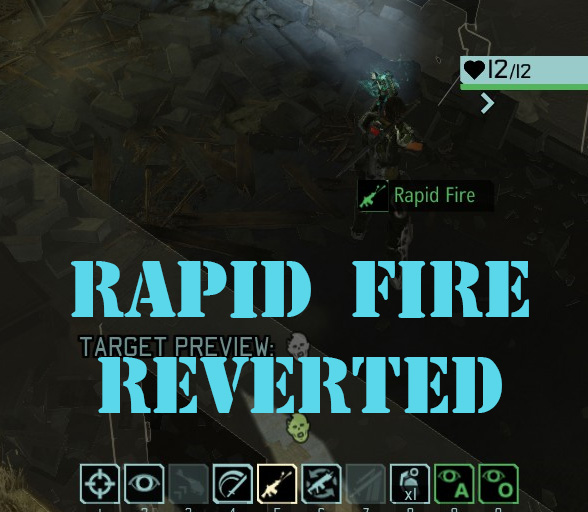 12/12
Rapid Fire
RAPID FIRE
TARGET PREVIEW:
REVERTED
x1
A
O